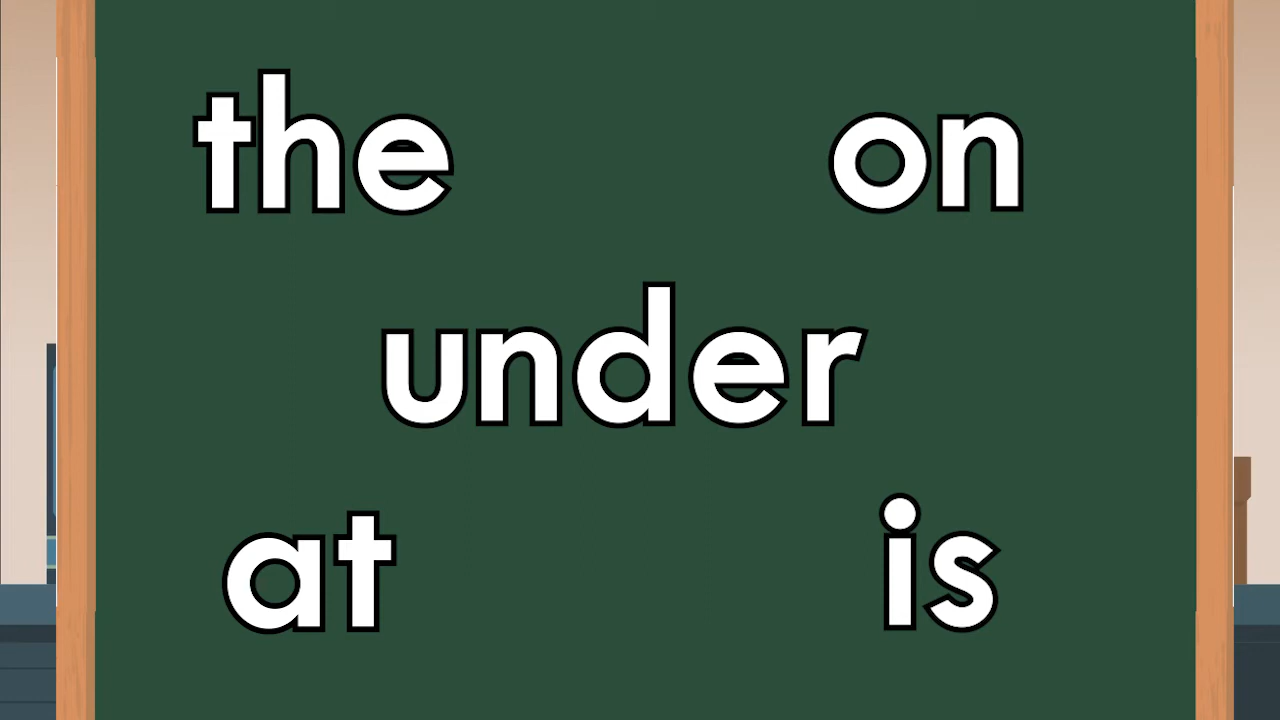 the on
under
at is